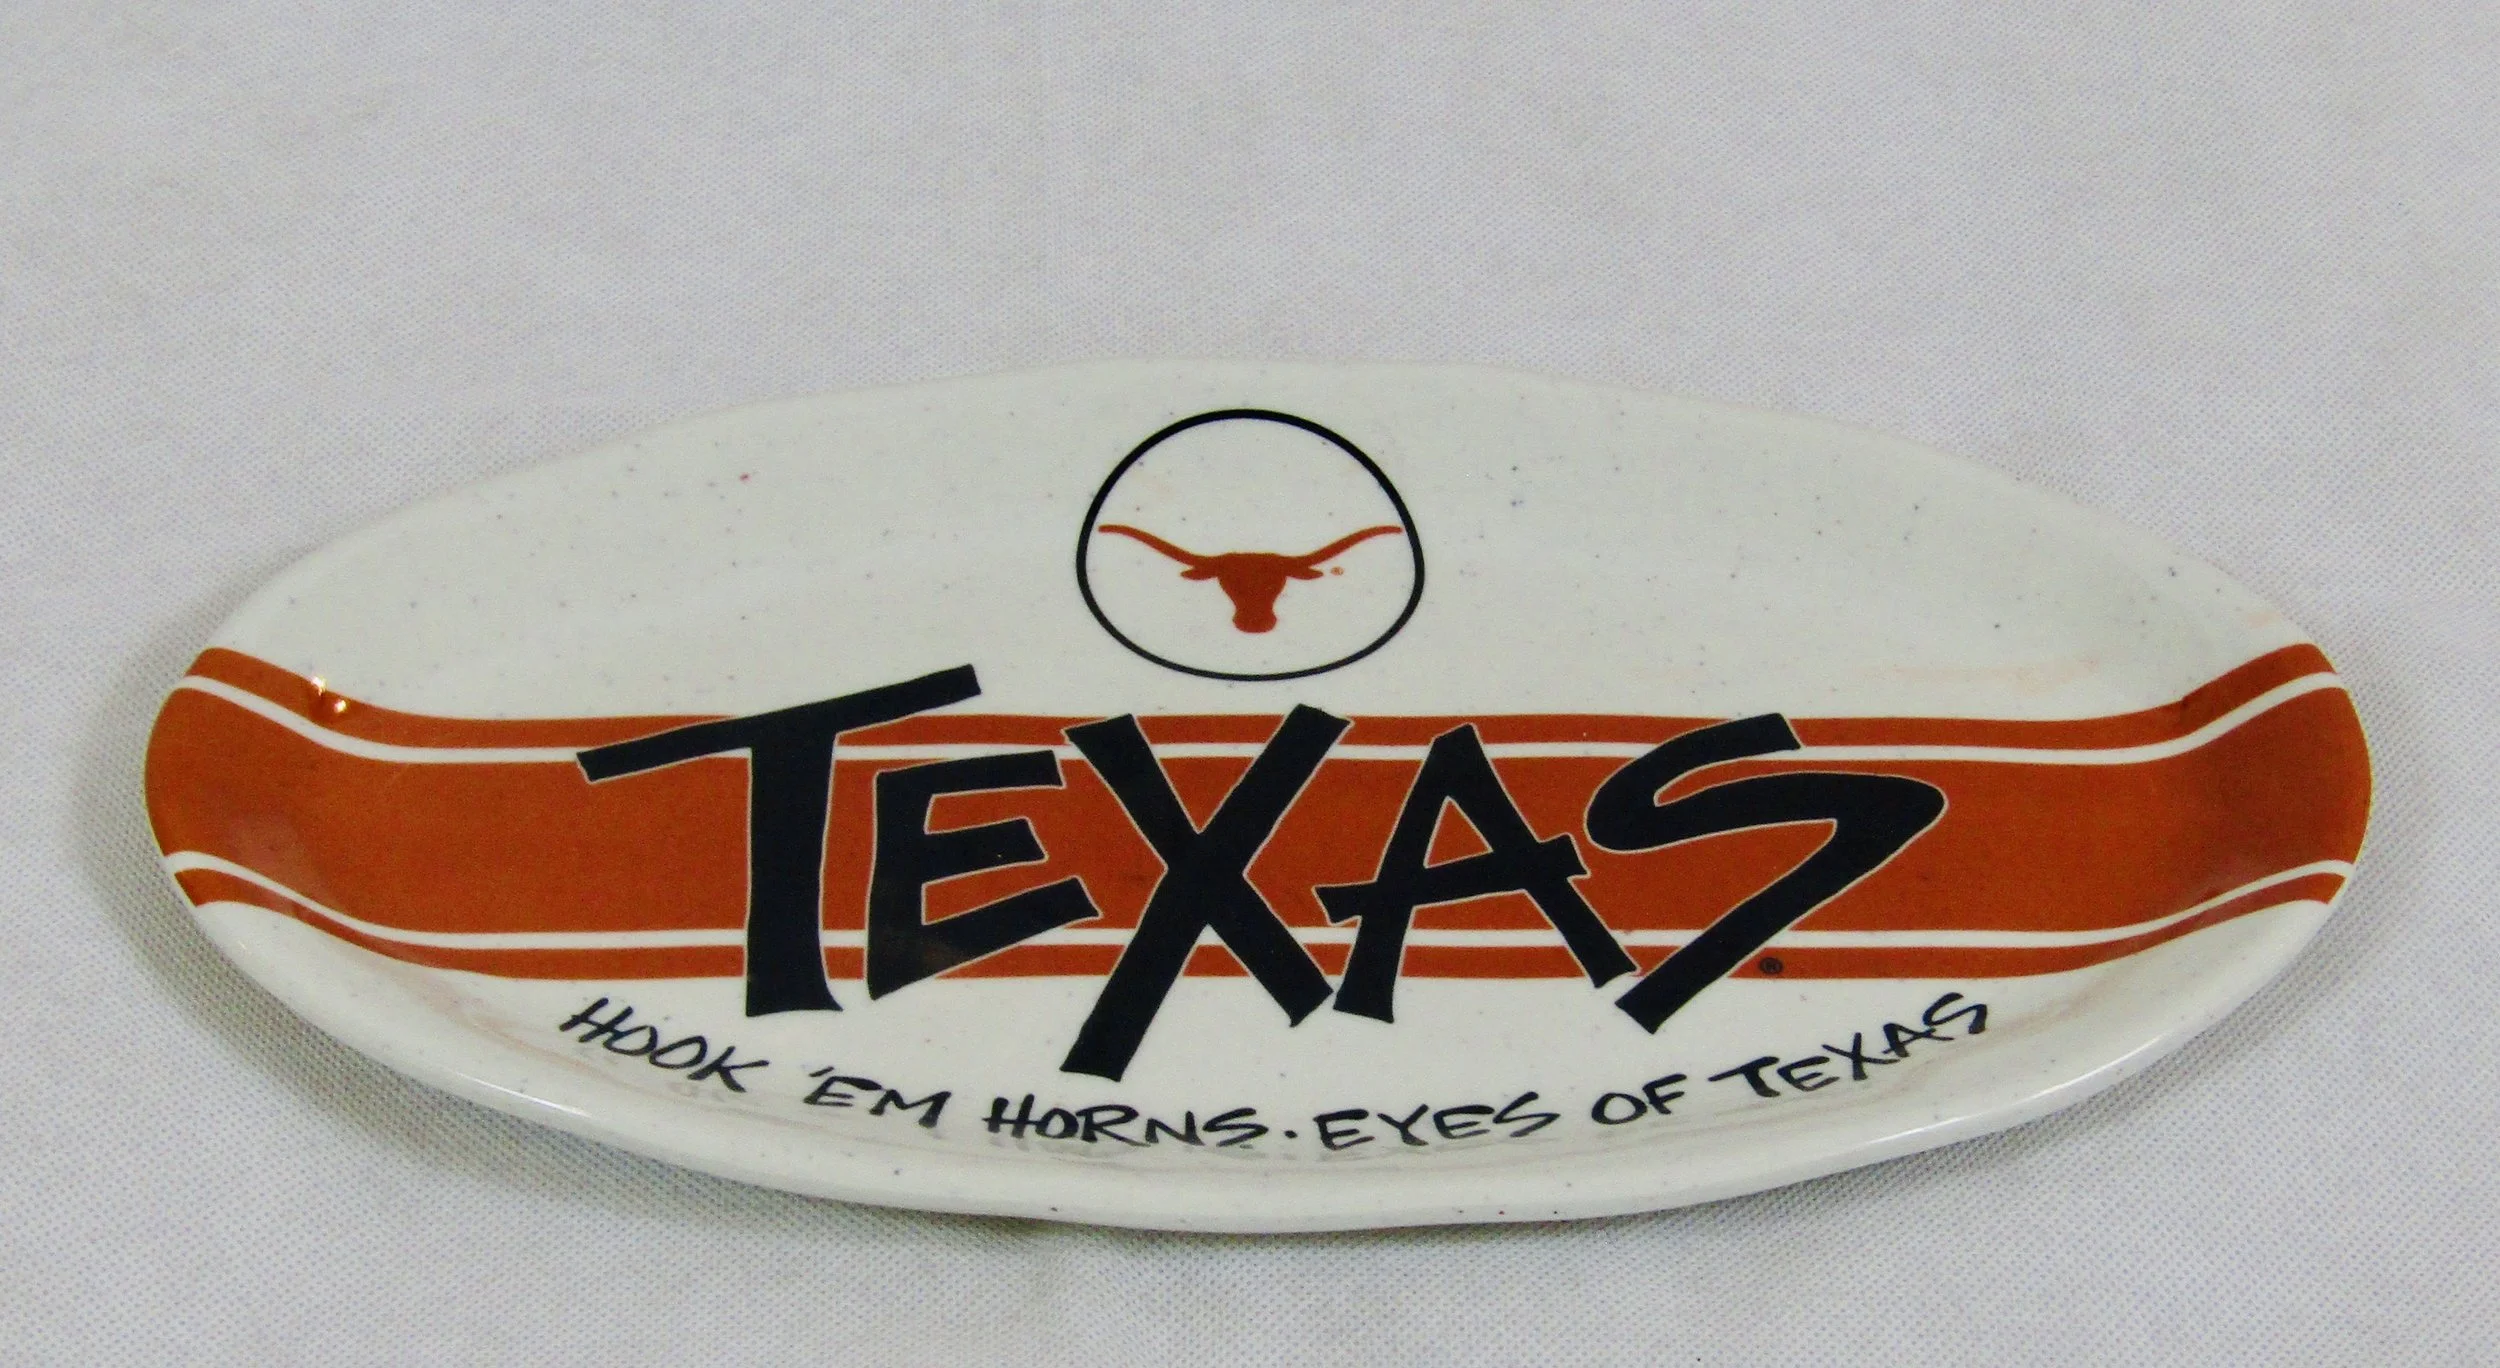 TEXAS®
HOOK 'EM HORNS. EYES OF TEXAS